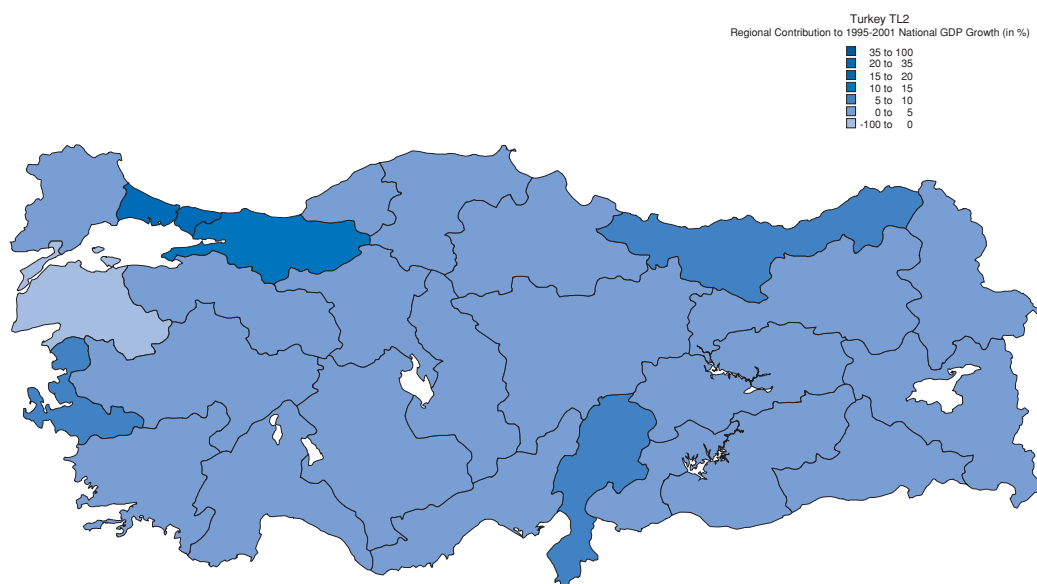 Turkey TL2
Regional Contribution to 1995-2001 National GDP Growth (in %)
35 to 100
20 to 35
15 to 20
10 to 15
5 to 10
0 to 5
-100 to 0